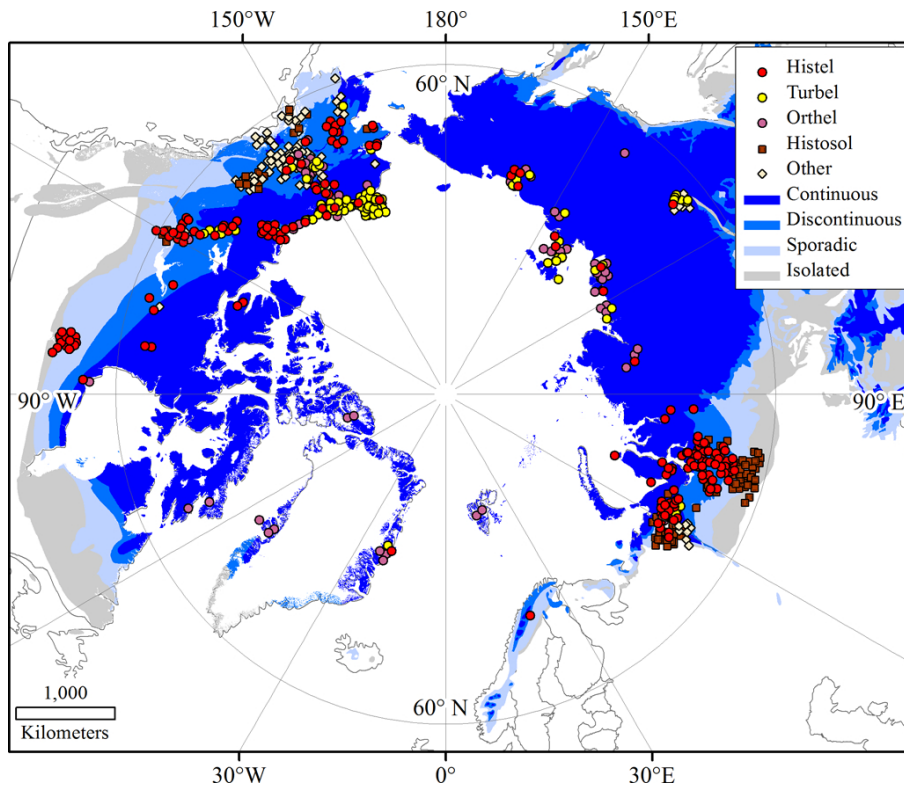 150°W
180°
150°E
60° N
Histel
Turbel
Orthel
Histosol
Other
Continuous
Discontinuous
Sporadic
Isolated
90° W
90° E
1,000
Kilometers
60° N
30°W
0°
30°E